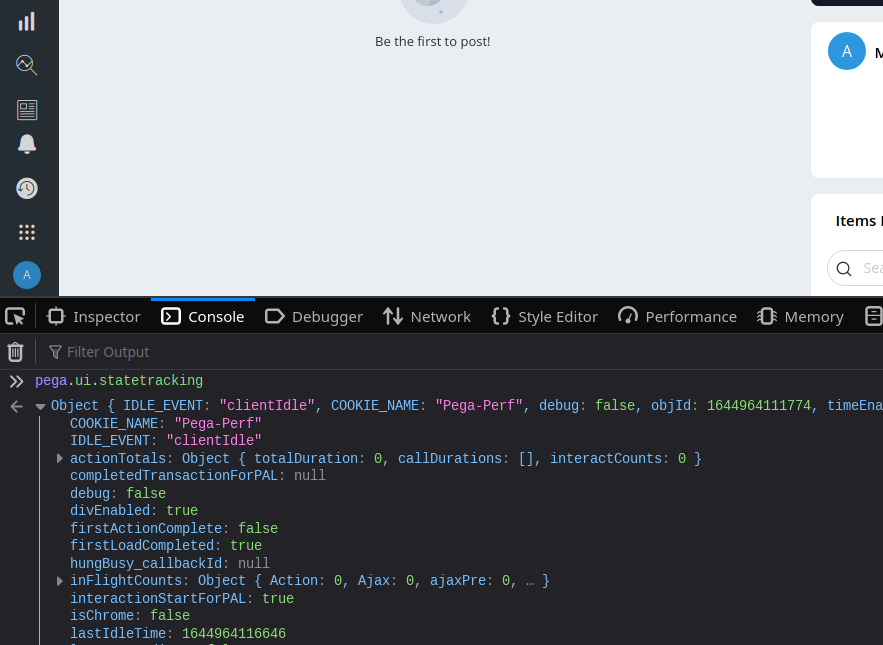 Be the first to post!
A
M
Items
Sea
A
Inspector
Console
Debugger
Network
Style Editor
Performance
Memory
Filter Output
pega.ui.statetracking
Object { IDLE_EVENT: "clientIdle", COOKIE_NAME: "Pega-Perf", debug: false, objId: 1644964111774, timeEna
COOKIE_NAME: "Pega-Perf"
IDLE_EVENT: "clientIdle"
actionTotals: Object { totalDuration: 0, callDurations: [], interactCounts: 0 }
completedTransactionForPAL: null
debug: false
divEnabled: true
firstActionComplete: false
firstLoadCompleted: true
hungBusy_callbackId: null
inFlightCounts: Object { Action: 0, Ajax: 0, ajaxPre: 0, … }
interactionStartForPAL: true
isChrome: false
lastIdleTime: 1644964116646